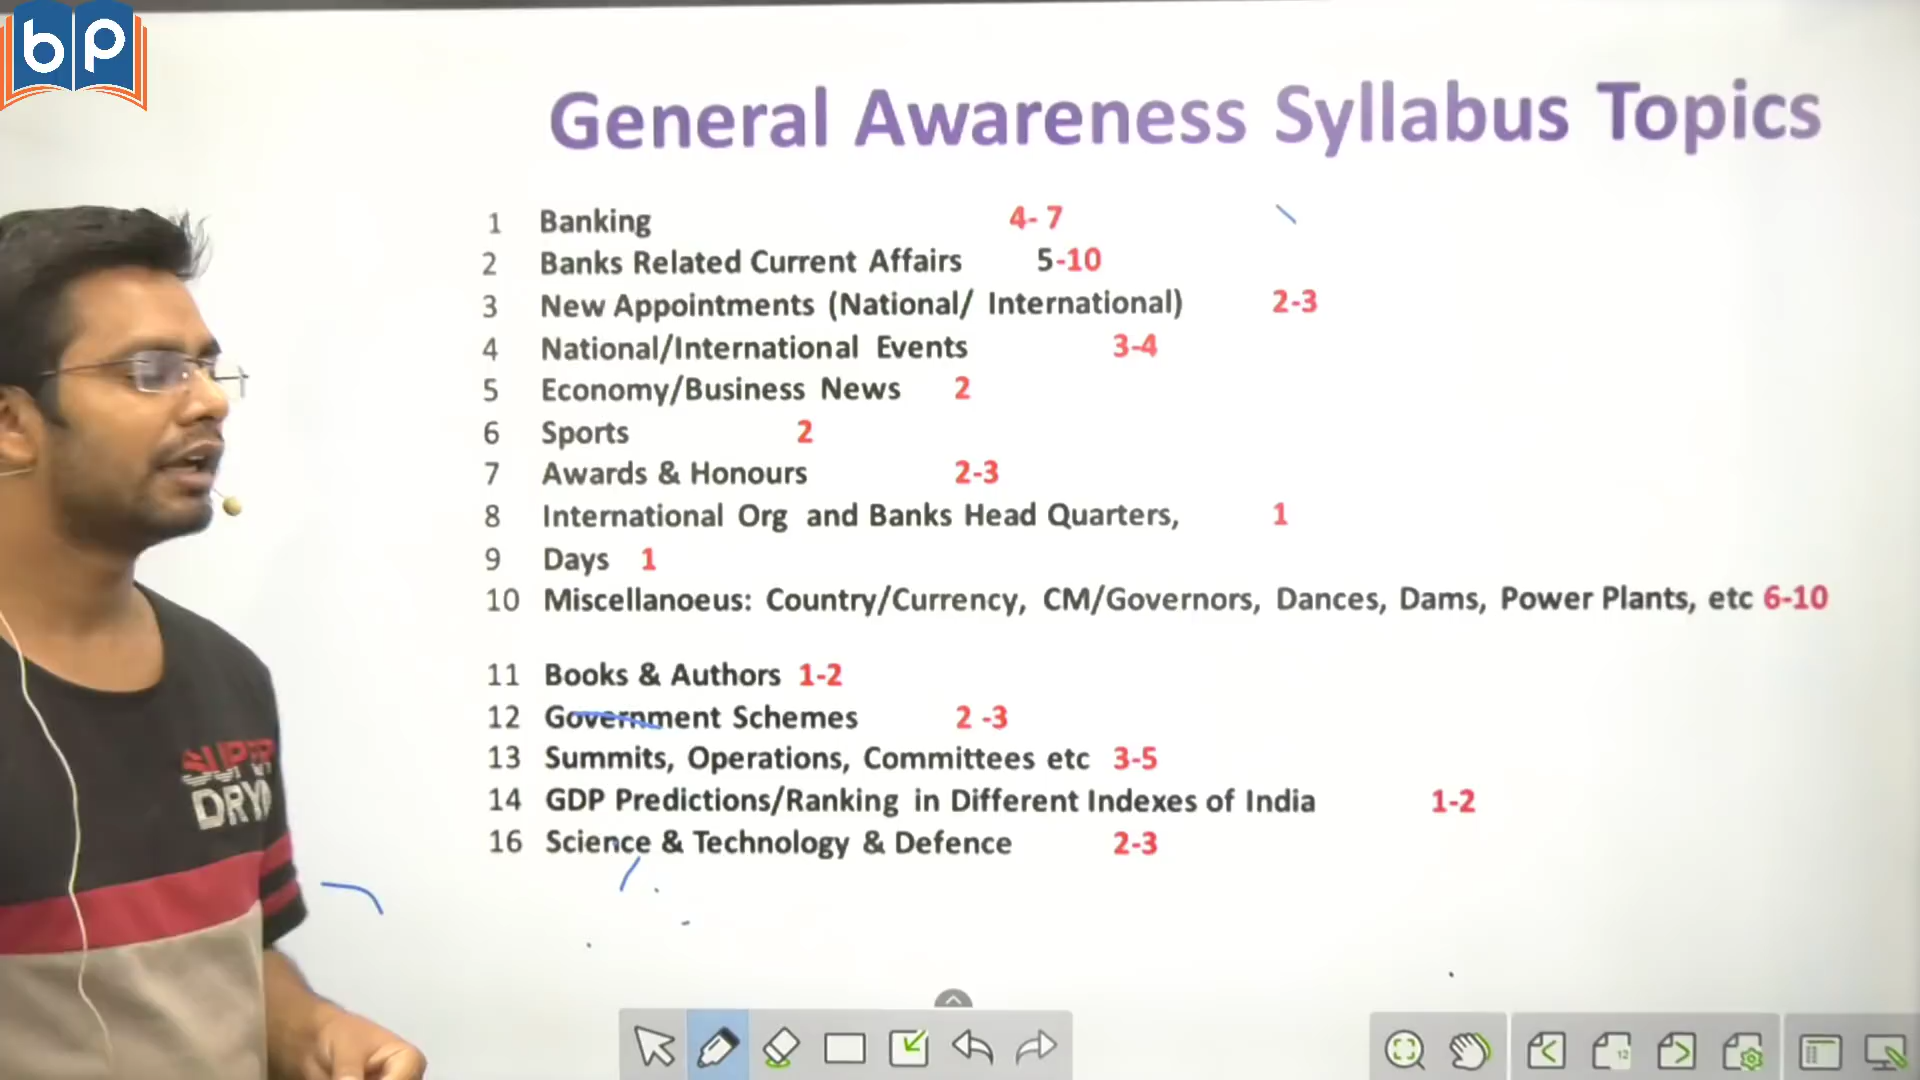 bp
General Awareness Syllabus Topics
1 Banking 4- 7
2 Banks Related Current Affairs 5-10
3 New Appointments (National/ International) 2-3
4 National/International Events 3-4
5 Economy/Business News 2
6 Sports 2
7 Awards & Honours 2-3
8 International Org and Banks Head Quarters, 1
9 Days 1
10 Miscellanoeus: Country/Currency, CM/Governors, Dances, Dams, Power Plants, etc 6-10
11 Books & Authors 1-2
12 Government Schemes 2 -3
13 Summits, Operations, Committees etc 3-5
14 GDP Predictions/Ranking in Different Indexes of India 1-2
16 Science & Technology & Defence 2-3
SUPER
DRY
12